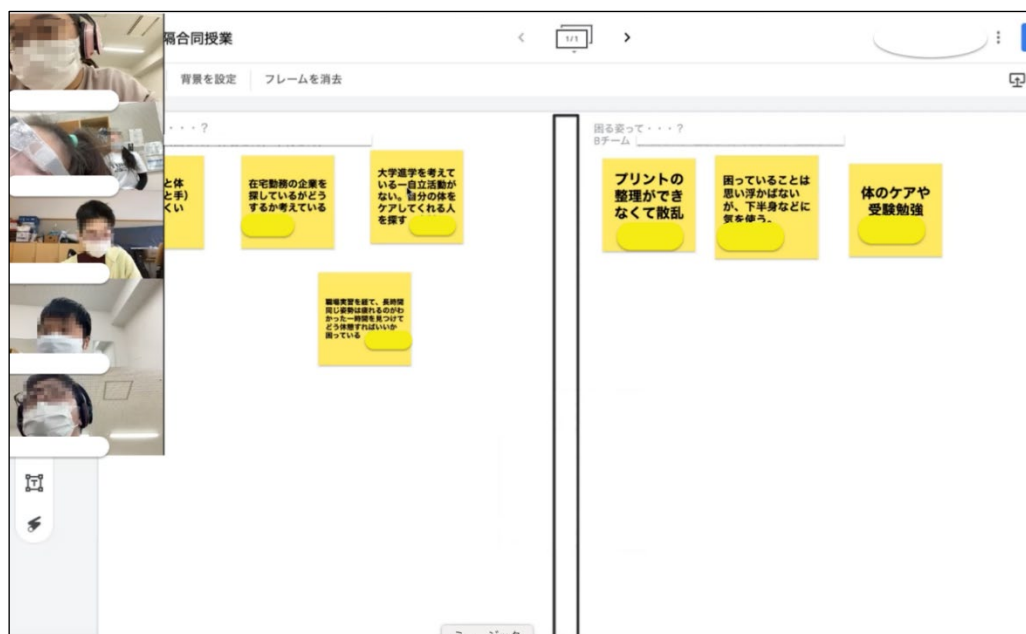 隔合同授業
1/1
背景を設定
フレームを消去
・・・?
と体
と手)
くい
在宅勤務の企業を
探しているがどう
するか考えている
大学進学を考えて
いる一自立活動が
ない。自分の体を
ケアしてくれる人
を探す
職場実習を経て、長時間
同じ姿勢は疲れるのがわ
かった一時間を見つけて
どう休憩すればいいか
困っている
困る姿って・・・?
Bチーム
プリントの
整理ができ
なくて散乱
困っていることは
思い浮かばない
が、下半身などに
気を使う。
体のケアや
受験勉強